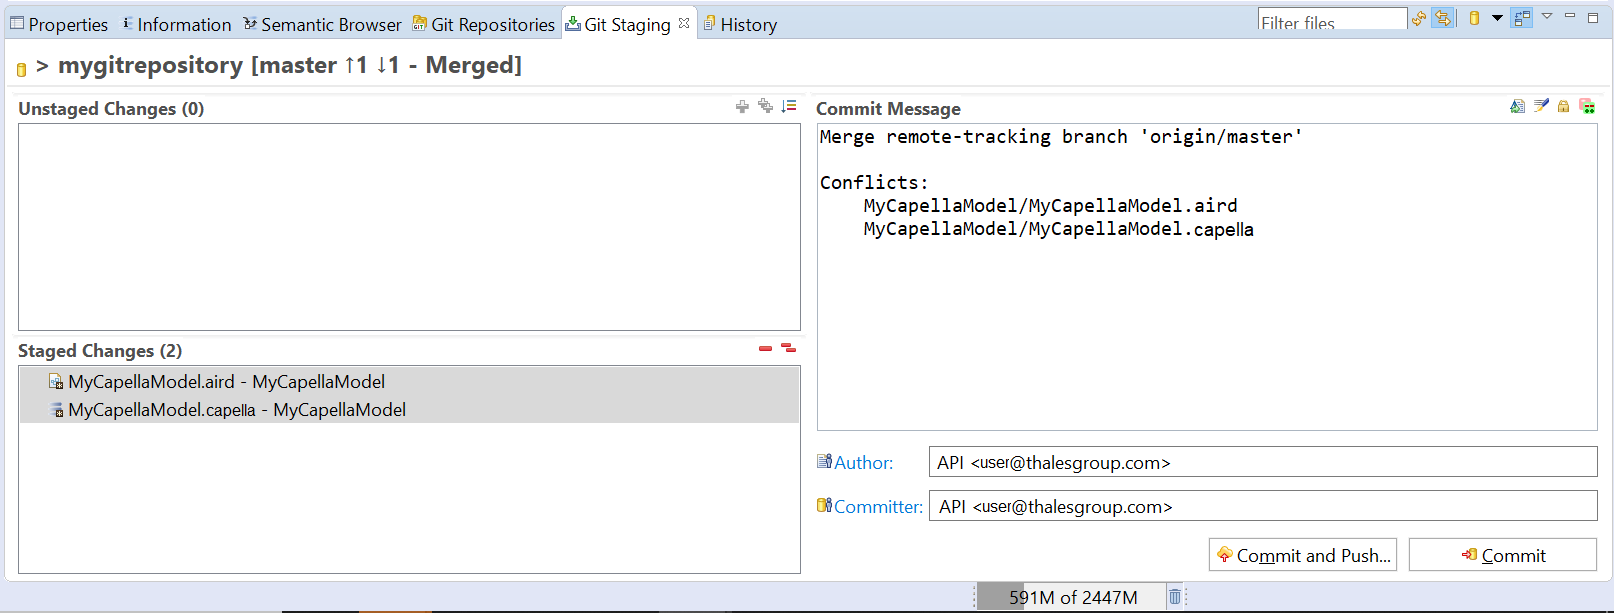 Properties Information Semantic Browser Git Repositories Git Staging History Filter files
> mygitrepository [master ↑1 ↓1 - Merged]
Unstaged Changes (0)
Staged Changes (2)
MyCapellaModel.aird - MyCapellaModel
MyCapellaModel.capella - MyCapellaModel
Commit Message
Merge remote-tracking branch 'origin/master'
Conflicts:
MyCapellaModel/MyCapellaModel.aird
MyCapellaModel/MyCapellaModel.capella
Author: API <user@thalesgroup.com>
Committer: API <user@thalesgroup.com>
Commit and Push... Commit
591M of 2447M